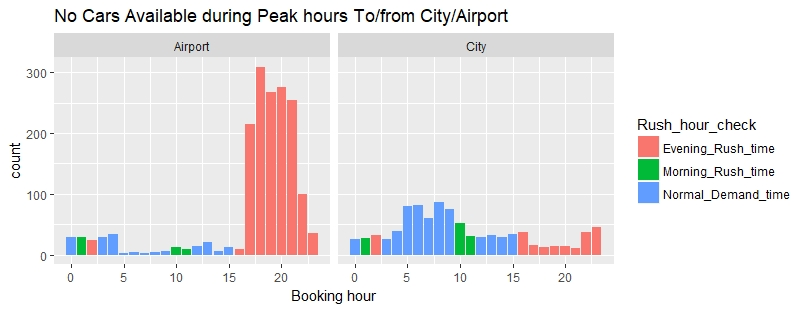 No Cars Available during Peak hours To/from City/Airport
Airport
City
300
200
100
0
count
0
5
10
15
20
0
5
10
15
20
Booking hour
Rush_hour_check
Evening_Rush_time
Morning_Rush_time
Normal_Demand_time